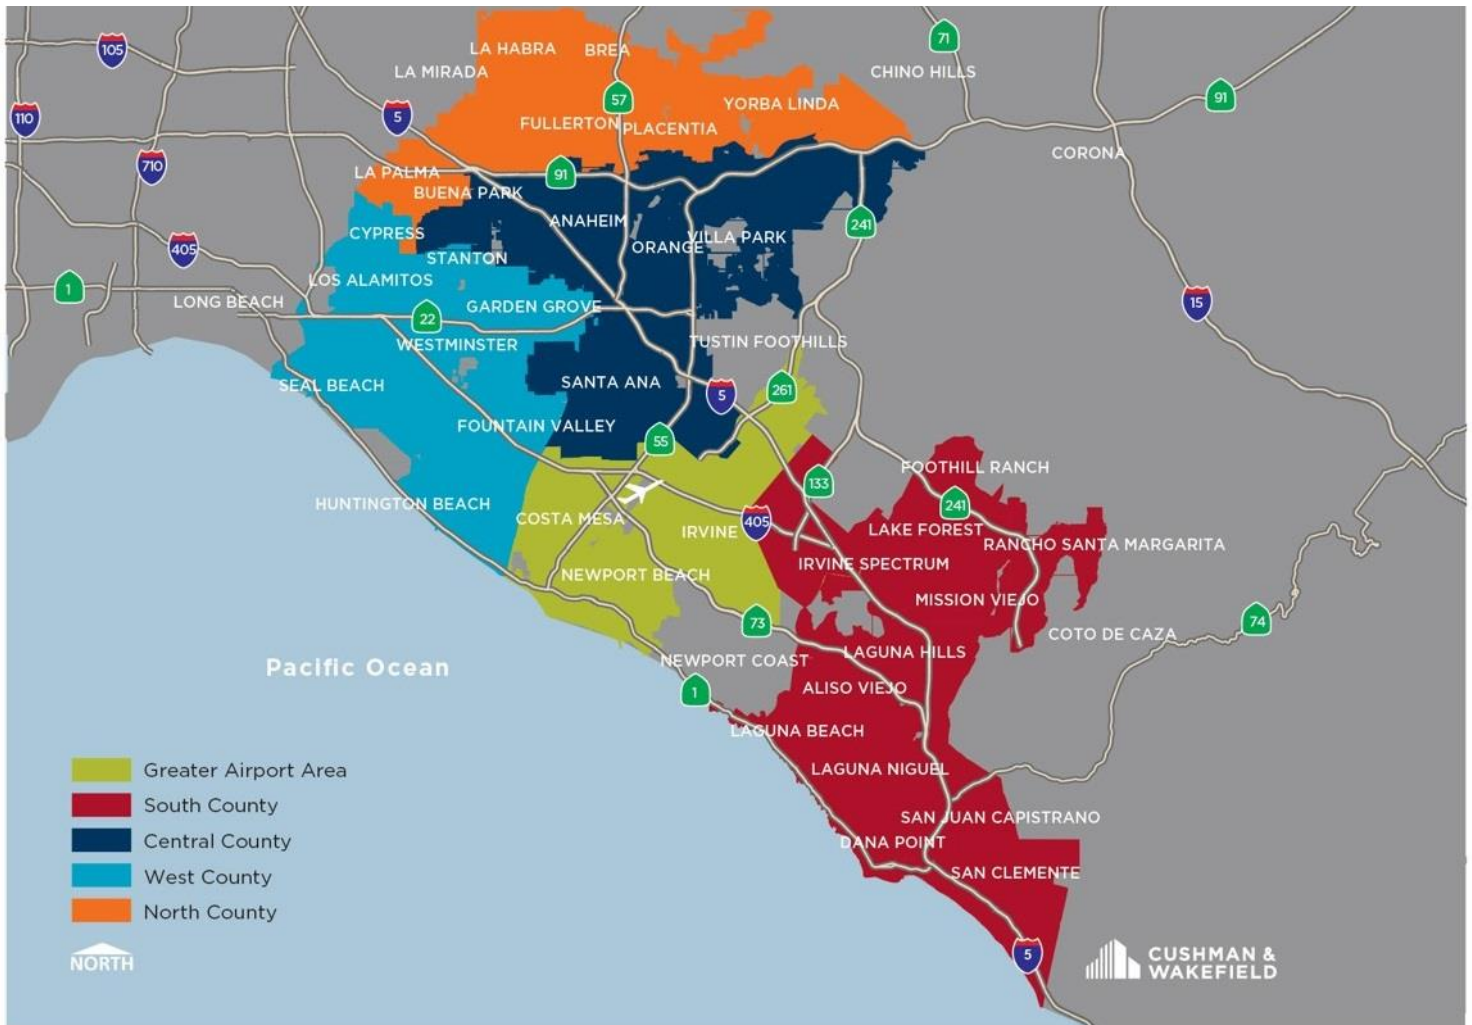 105
71
LA HABRA
BREA
LA MIRADA
CHINO HILLS
57
91
YORBA LINDA
110
5
FULLERTON
PLACENTIA
CORONA
710
LA PALMA
91
BUENA PARK
ANAHEIM
241
CYPRESS
VILLA PARK
ORANGE
405
STANTON
LOS ALAMITOS
1
LONG BEACH
GARDEN GROVE
15
22
WESTMINSTER
TUSTIN FOOTHILLS
SEAL BEACH
SANTA ANA
261
5
FOUNTAIN VALLEY
55
FOOTHILL RANCH
133
HUNTINGTON BEACH
241
COSTA MESA
405
IRVINE
LAKE FOREST
RANCHO SANTA MARGARITA
IRVINE SPECTRUM
NEWPORT BEACH
MISSION VIEJO
73
74
COTO DE CAZA
LAGUNA HILLS
NEWPORT COAST
Pacific Ocean
1
ALISO VIEJO
LAGUNA BEACH
LAGUNA NIGUEL
SAN JUAN CAPISTRANO
DANA POINT
SAN CLEMENTE
5
Greater Airport Area
South County
Central County
West County
North County
NORTH
CUSHMAN &
WAKEFIELD